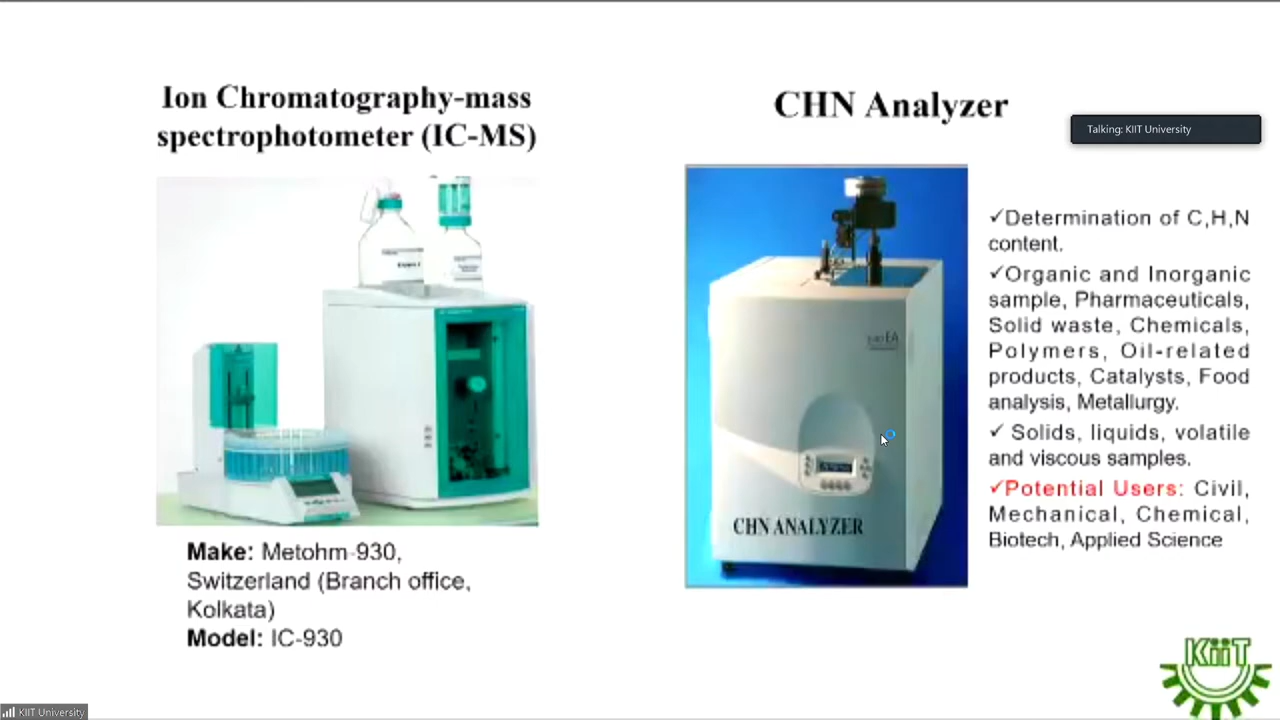 Ion Chromatography-mass
spectrophotometer (IC-MS)
CHN Analyzer
Talking: KIIT University
✓Determination of C,H,N
content.
✓Organic and Inorganic
sample, Pharmaceuticals,
Solid waste, Chemicals,
Polymers, Oil-related
products, Catalysts, Food
analysis, Metallurgy.
✓ Solids, liquids, volatile
and viscous samples.
✓Potential Users: Civil,
Mechanical, Chemical,
Biotech, Applied Science
CHN ANALYZER
Make: Metohm-930,
Switzerland (Branch office,
Kolkata)
Model: IC-930
KiiT
KIIT University